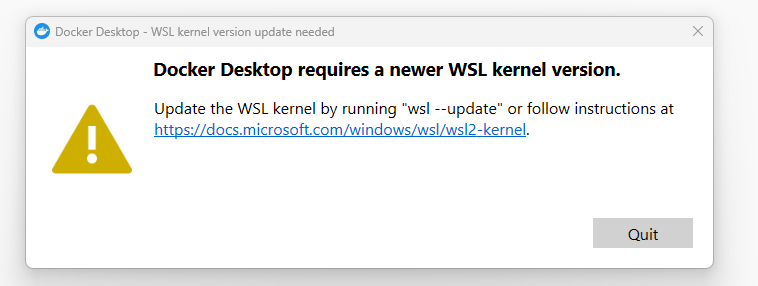 Docker Desktop - WSL kernel version update needed
Docker Desktop requires a newer WSL kernel version.
Update the WSL kernel by running "wsl --update" or follow instructions at
https://docs.microsoft.com/windows/wsl/wsl2-kernel.
Quit